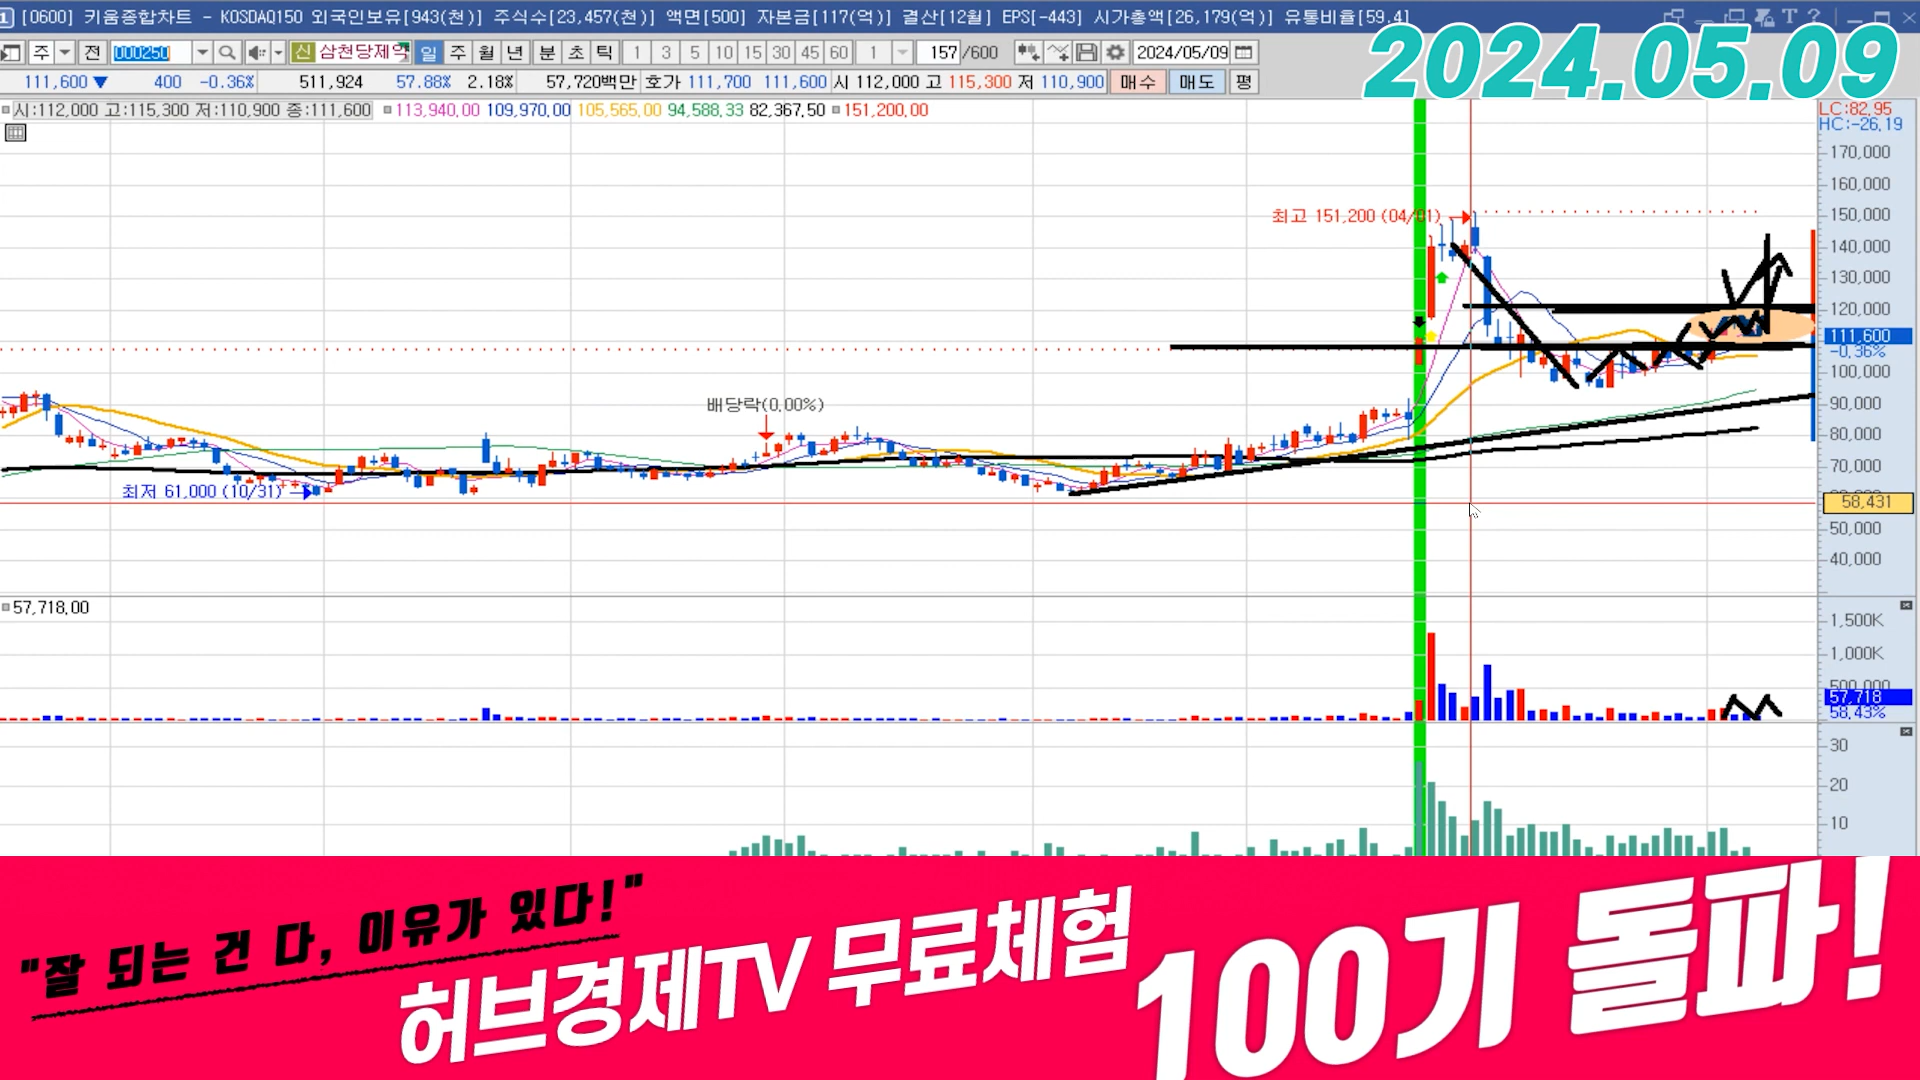 [0600] 키움종합차트 - KOSDAQ150 외국인보유[943(천)] 주식수[23,457(천)] 액면[500] 자본금[117(억)] 결산[12월] EPS[-443] 시가총액[26,179(억)] 유통비율[59.4]
2024.05.09
주 전 000250 신 삼천당제약 일 주 월 년 분 초 틱 1 3 5 10 15 30 45 60 1 157 /600 2024/05/09
111,600 ▼ 400 -0.36% 511,924 57.88% 2.18% 57,720백만 호가 111,700 111,600 시 112,000 고 115,300 저 110,900 매수 매도 평
시:112,000 고:115,300 저:110,900 종:111,600 113,940.00 109,970.00 105,565.00 94,588.33 82,367.50 151,200.00
LC:82.95
HC:-26.19
170,000
160,000
최고 151,200 (04/01)
150,000
140,000
130,000
120,000
111,600
-0.36%
100,000
배당락(0.00%)
90,000
80,000
70,000
최저 61,000 (10/31)
58,431
50,000
40,000
57,718.00
1,500K
1,000K
500,000
57,718
58.43%
30
20
10
"잘 되는 건 다, 이유가 있다!"
허브경제TV 무료체험
100기 돌파!